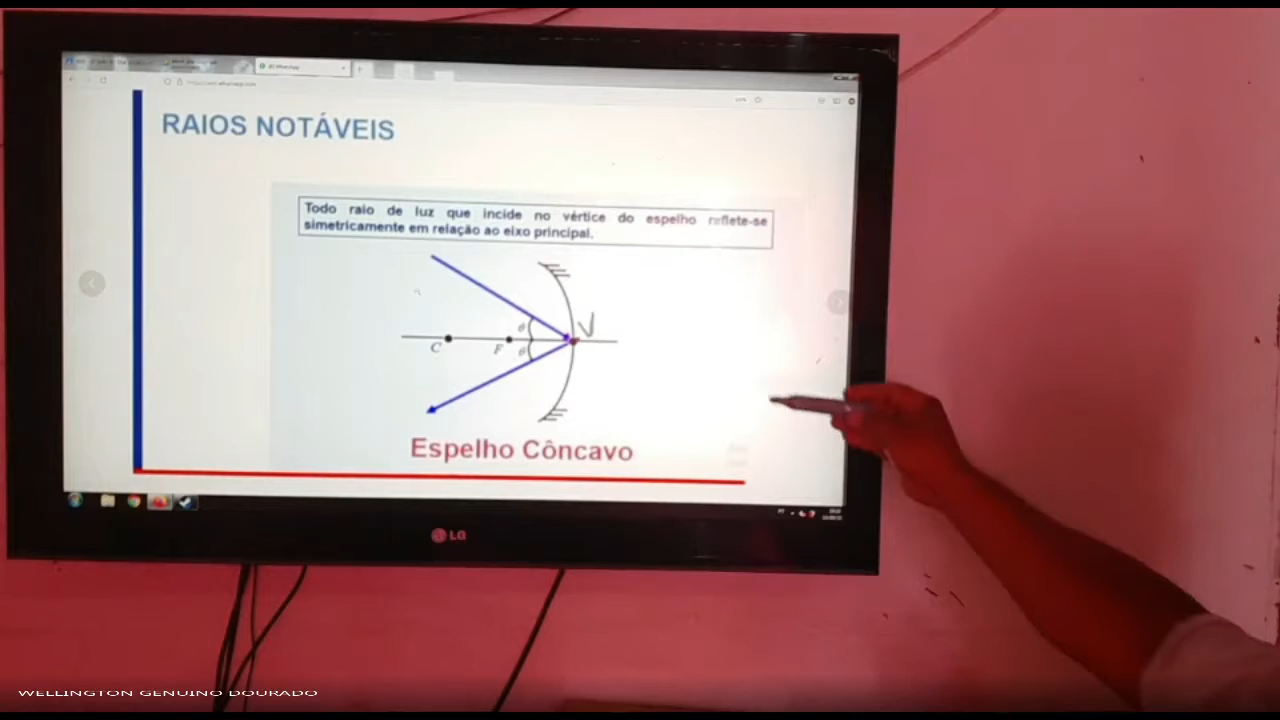 RAIOS NOTÁVEIS
Todo raio de luz que incide no vértice do espelho reflete-se
simetricamente em relação ao eixo principal.
θ
V
C
F
θ
Espelho Côncavo
PT
LG
WELLINGTON GENUINO DOURADO